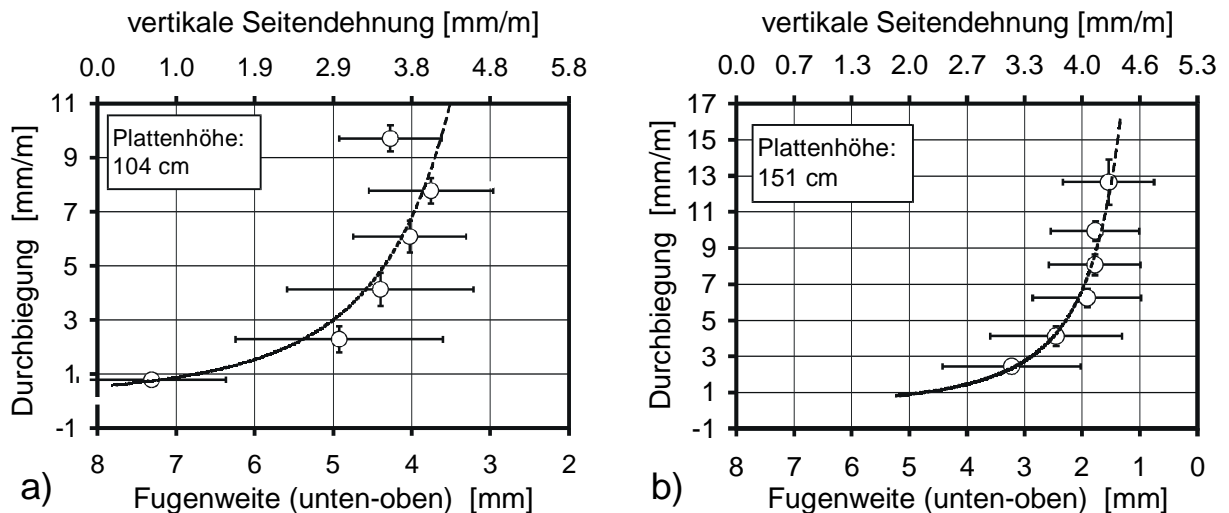 vertikale Seitendehnung [mm/m]
0.0 1.0 1.9 2.9 3.8 4.8 5.8
11
9
7
5
3
1
-1
Durchbiegung [mm/m]
Plattenhöhe:
104 cm
8 7 6 5 4 3 2
a) Fugenweite (unten-oben) [mm]
vertikale Seitendehnung [mm/m]
0.0 0.7 1.3 2.0 2.7 3.3 4.0 4.6 5.3
17
15
13
11
9
7
5
3
1
-1
Durchbiegung [mm/m]
Plattenhöhe:
151 cm
8 7 6 5 4 3 2 1 0
b) Fugenweite (unten-oben) [mm]